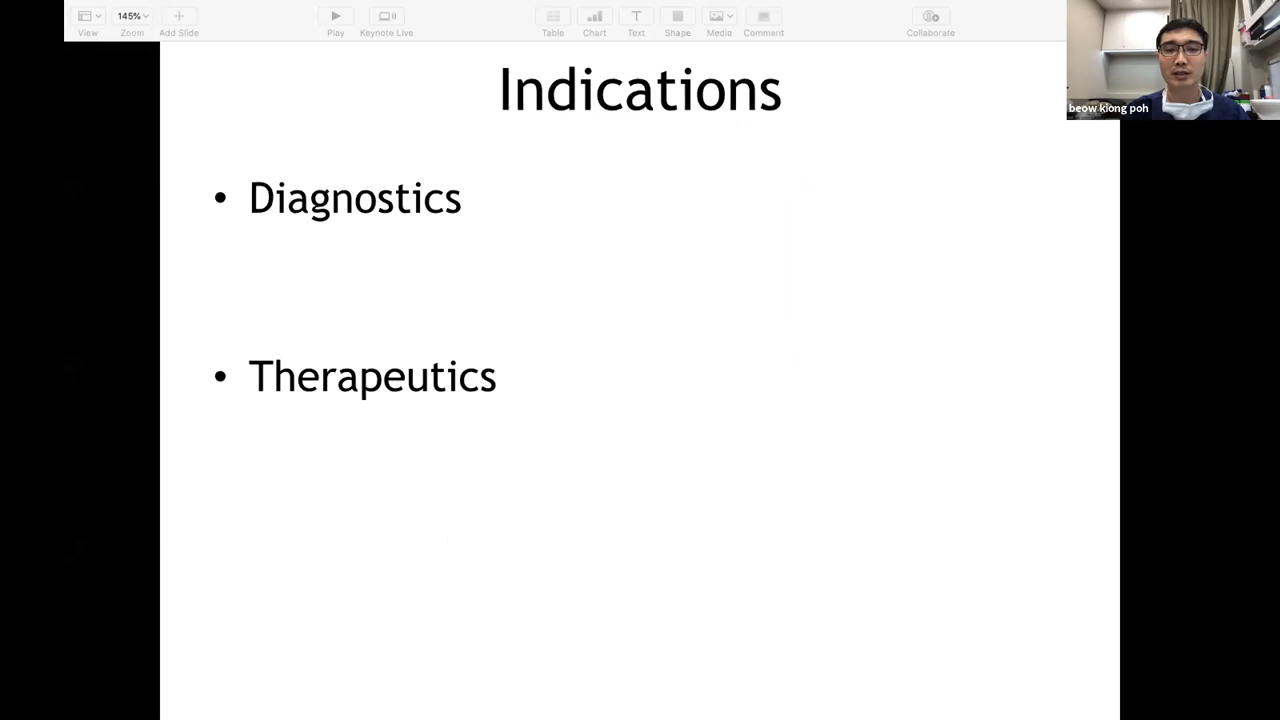 145%
View
Zoom
Add Slide
Play
Keynote Live
Table
Chart
Text
Shape
Media
Comment
Collaborate
beow kiong poh
Indications
• Diagnostics
• Therapeutics